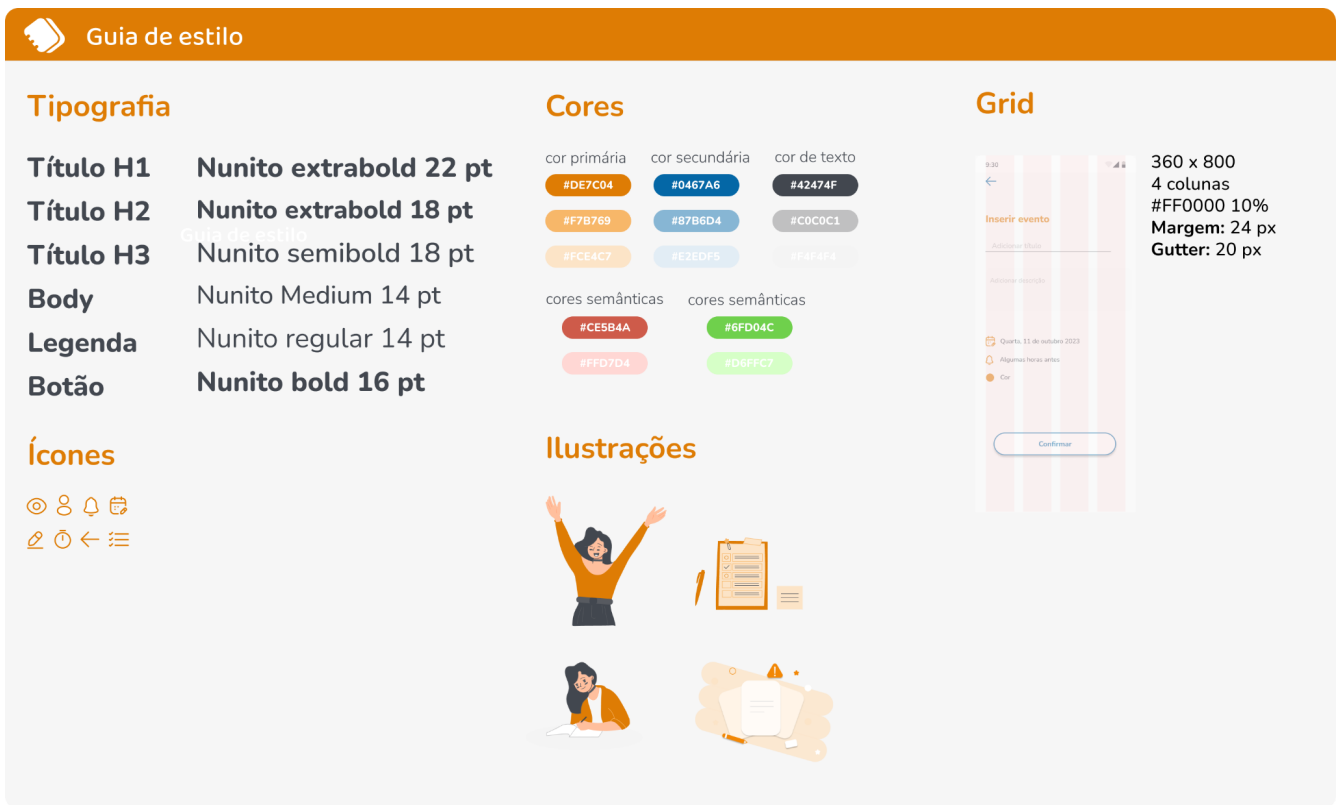 Guia de estilo
Tipografia
Título H1
Nunito extrabold 22 pt
Título H2
Nunito extrabold 18 pt
Guia de estilo
Título H3
Nunito semibold 18 pt
Body
Nunito Medium 14 pt
Legenda
Nunito regular 14 pt
Botão
Nunito bold 16 pt
Ícones
Cores
cor primária
cor secundária
cor de texto
#DE7C04
#0467A6
#42474F
#F7B769
#87B6D4
#C0C0C1
#FCE4C7
#E2EDF5
#F4F4F4
cores semânticas
cores semânticas
#CE5B4A
#6FD04C
#FFD7D4
#D6FFC7
Ilustrações
Grid
9:30
Inserir evento
Adicionar título
Adicionar descrição
Quarta, 11 de outubro 2023
Algumas horas antes
Cor
Confirmar
360 x 800
4 colunas
#FF0000 10%
Margem: 24 px
Gutter: 20 px